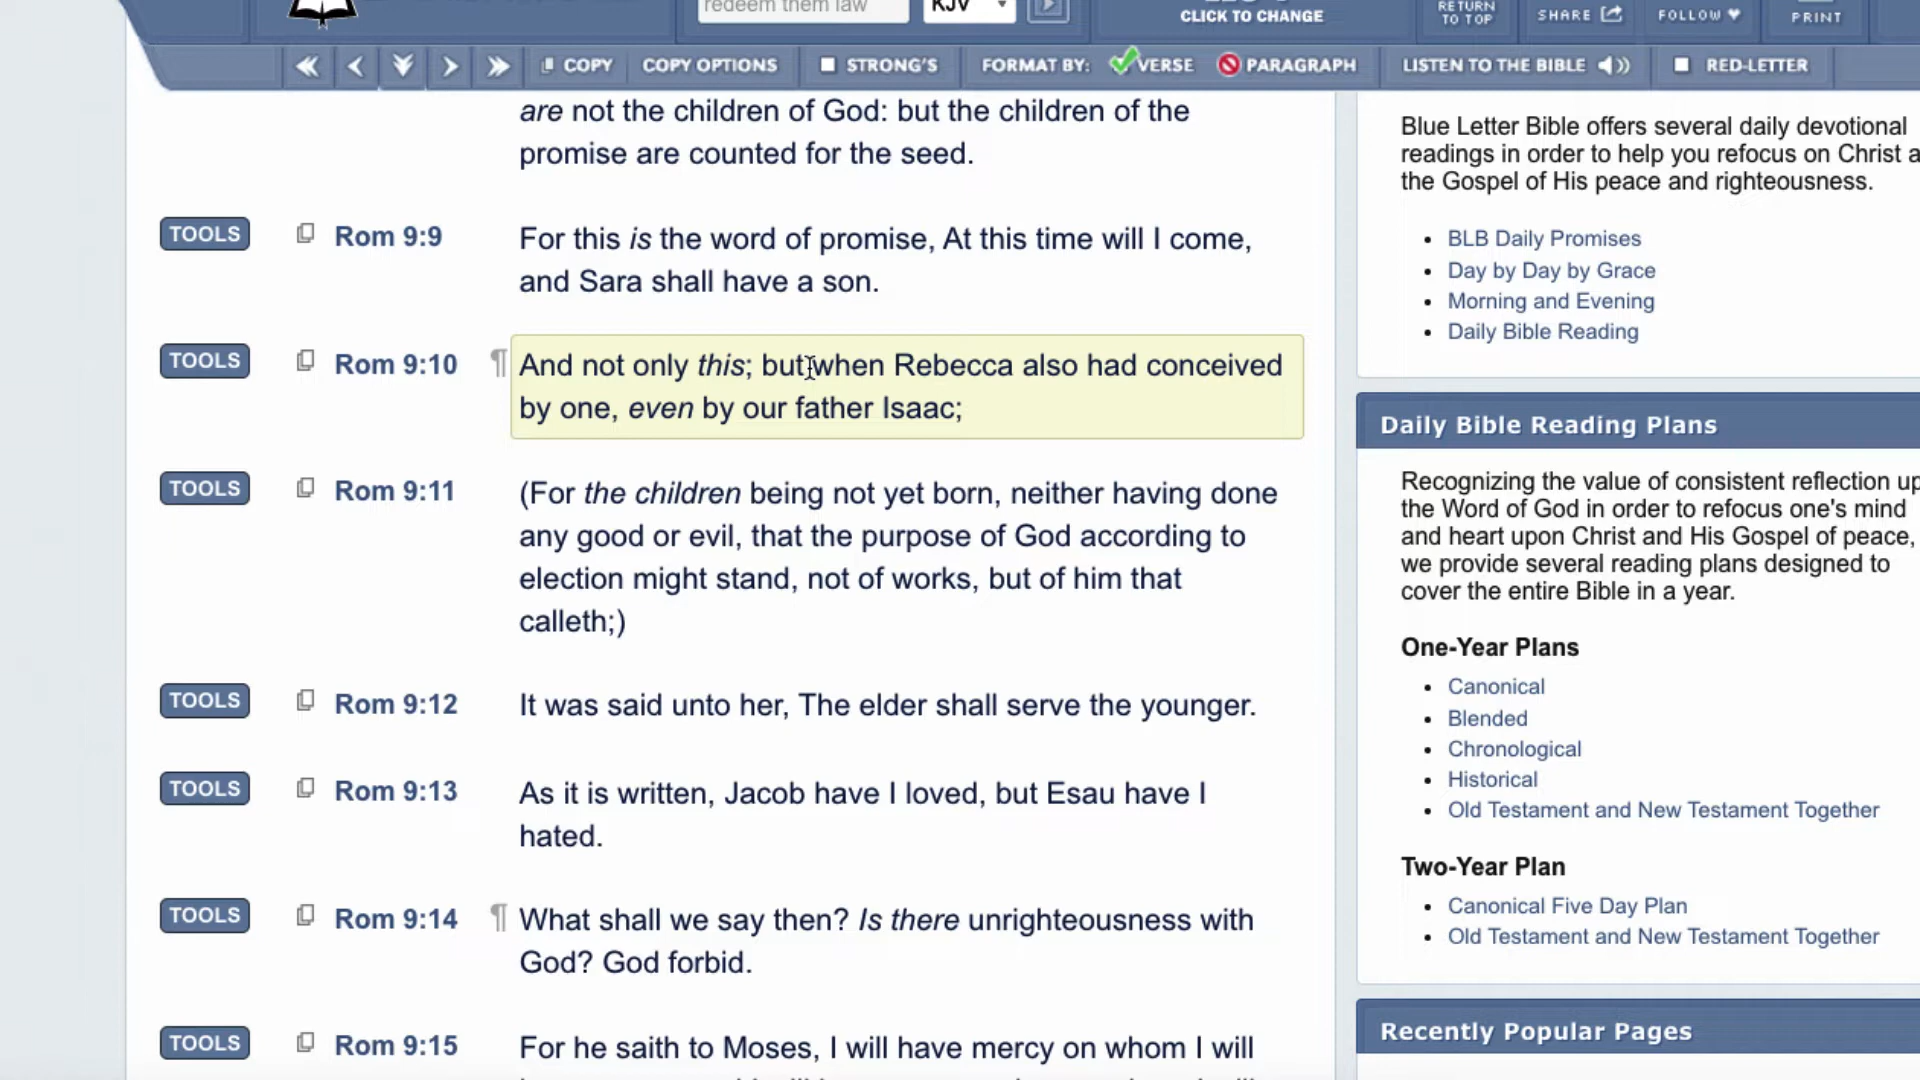 redeem them law
KJV
CLICK TO CHANGE
RETURN
TO TOP
SHARE
FOLLOW
PRINT
COPY
COPY OPTIONS
STRONG'S
FORMAT BY:
VERSE
PARAGRAPH
LISTEN TO THE BIBLE
RED-LETTER
are not the children of God: but the children of the
promise are counted for the seed.
TOOLS
Rom 9:9
For this is the word of promise, At this time will I come,
and Sara shall have a son.
TOOLS
Rom 9:10
¶ And not only this; but when Rebecca also had conceived
by one, even by our father Isaac;
TOOLS
Rom 9:11
(For the children being not yet born, neither having done
any good or evil, that the purpose of God according to
election might stand, not of works, but of him that
calleth;)
TOOLS
Rom 9:12
It was said unto her, The elder shall serve the younger.
TOOLS
Rom 9:13
As it is written, Jacob have I loved, but Esau have I
hated.
TOOLS
Rom 9:14
¶ What shall we say then? Is there unrighteousness with
God? God forbid.
TOOLS
Rom 9:15
For he saith to Moses, I will have mercy on whom I will
Blue Letter Bible offers several daily devotional
readings in order to help you refocus on Christ a
the Gospel of His peace and righteousness.
• BLB Daily Promises
• Day by Day by Grace
• Morning and Evening
• Daily Bible Reading
Daily Bible Reading Plans
Recognizing the value of consistent reflection up
the Word of God in order to refocus one's mind
and heart upon Christ and His Gospel of peace,
we provide several reading plans designed to
cover the entire Bible in a year.
One-Year Plans
• Canonical
• Blended
• Chronological
• Historical
• Old Testament and New Testament Together
Two-Year Plan
• Canonical Five Day Plan
• Old Testament and New Testament Together
Recently Popular Pages